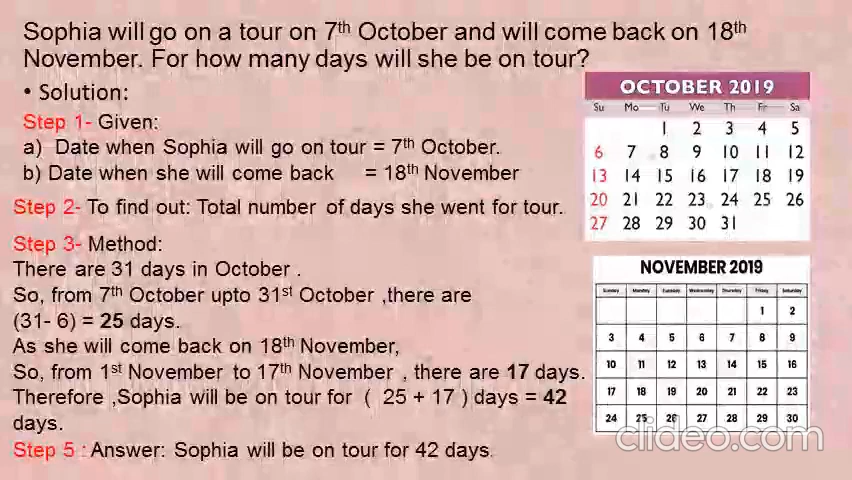 Sophia will go on a tour on 7th October and will come back on 18th
November. For how many days will she be on tour?
• Solution:
Step 1- Given:
a) Date when Sophia will go on tour = 7th October.
b) Date when she will come back = 18th November
Step 2- To find out: Total number of days she went for tour.
Step 3- Method:
There are 31 days in October .
So, from 7th October upto 31st October ,there are
(31- 6) = 25 days.
As she will come back on 18th November,
So, from 1st November to 17th November , there are 17 days.
Therefore ,Sophia will be on tour for ( 25 + 17 ) days = 42
days.
Step 5 : Answer: Sophia will be on tour for 42 days.
OCTOBER 2019
Su Mo Tu We Th Fr Sa
1 2 3 4 5
6 7 8 9 10 11 12
13 14 15 16 17 18 19
20 21 22 23 24 25 26
27 28 29 30 31
NOVEMBER 2019
Sunday Monday Tuesday Wednesday Thursday Friday Saturday
1 2
3 4 5 6 7 8 9
10 11 12 13 14 15 16
17 18 19 20 21 22 23
24 25 26 27 28 29 30
clideo.com